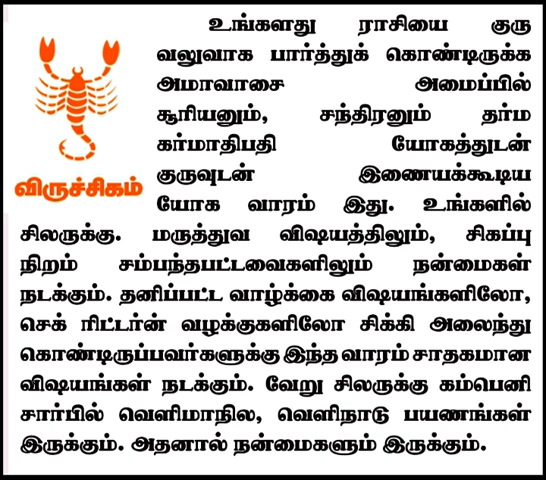 உங்களது ராசியை குரு
வலுவாக பார்த்துக் கொண்டிருக்க
அமாவாசை அமைப்பில்
சூரியனும், சந்திரனும் தர்ம
கர்மாதிபதி யோகத்துடன்
குருவுடன் இணையக்கூடிய
யோக வாரம் இது. உங்களில்
விருச்சிகம்
சிலருக்கு. மருத்துவ விஷயத்திலும், சிகப்பு
நிறம் சம்பந்தபட்டவைகளிலும் நன்மைகள்
நடக்கும். தனிப்பட்ட வாழ்க்கை விஷயங்களிலோ,
செக் ரிட்டர்ன் வழக்குகளிலோ சிக்கி அலைந்து
கொண்டிருப்பவர்களுக்கு இந்த வாரம் சாதகமான
விஷயங்கள் நடக்கும். வேறு சிலருக்கு கம்பெனி
சார்பில் வெளிமாநில, வெளிநாடு பயணங்கள்
இருக்கும். அதனால் நன்மைகளும் இருக்கும்.